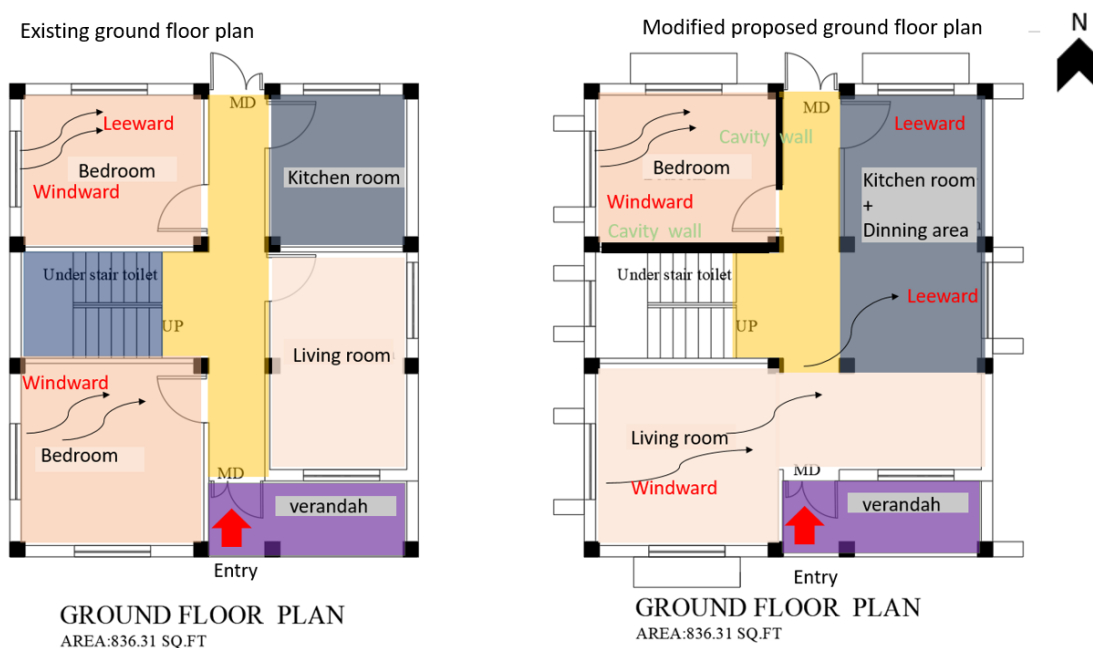 Existing ground floor plan
MD
Leeward
Bedroom
Windward
Kitchen room
Under stair toilet
UP
Living room
Windward
Bedroom
MD
verandah
Entry
GROUND FLOOR PLAN
AREA:836.31 SQ.FT
Modified proposed ground floor plan
N
MD
Leeward
Cavity wall
Bedroom
Kitchen room
+
Dinning area
Windward
Cavity wall
Under stair toilet
Leeward
UP
Living room
MD
Windward
verandah
Entry
GROUND FLOOR PLAN
AREA:836.31 SQ.FT